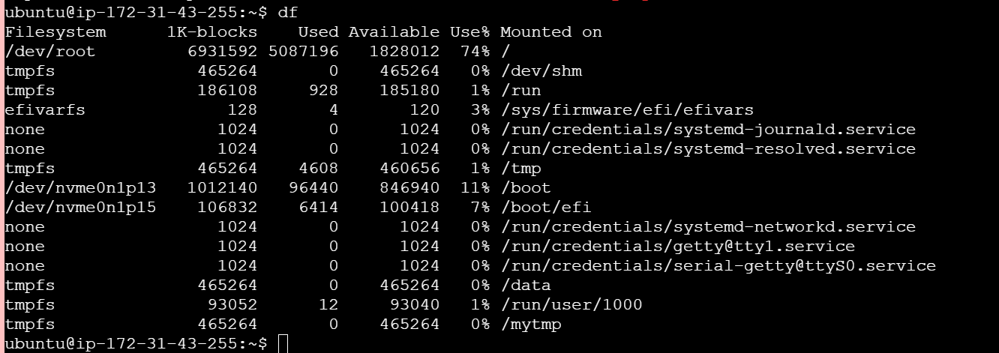 ubuntu@ip-172-31-43-255:~$ df
Filesystem      1K-blocks    Used Available Use% Mounted on
/dev/root         6931592 5087196   1828012  74% /
tmpfs              465264       0    465264   0% /dev/shm
tmpfs              186108     928    185180   1% /run
efivarfs              128       4       120   3% /sys/firmware/efi/efivars
none                 1024       0      1024   0% /run/credentials/systemd-journald.service
none                 1024       0      1024   0% /run/credentials/systemd-resolved.service
tmpfs              465264    4608    460656   1% /tmp
/dev/nvme0n1p13   1012140   96440    846940  11% /boot
/dev/nvme0n1p15    106832    6414    100418   7% /boot/efi
none                 1024       0      1024   0% /run/credentials/systemd-networkd.service
none                 1024       0      1024   0% /run/credentials/getty@tty1.service
none                 1024       0      1024   0% /run/credentials/serial-getty@ttyS0.service
tmpfs              465264       0    465264   0% /data
tmpfs               93052      12     93040   1% /run/user/1000
tmpfs              465264       0    465264   0% /mytmp
ubuntu@ip-172-31-43-255:~$